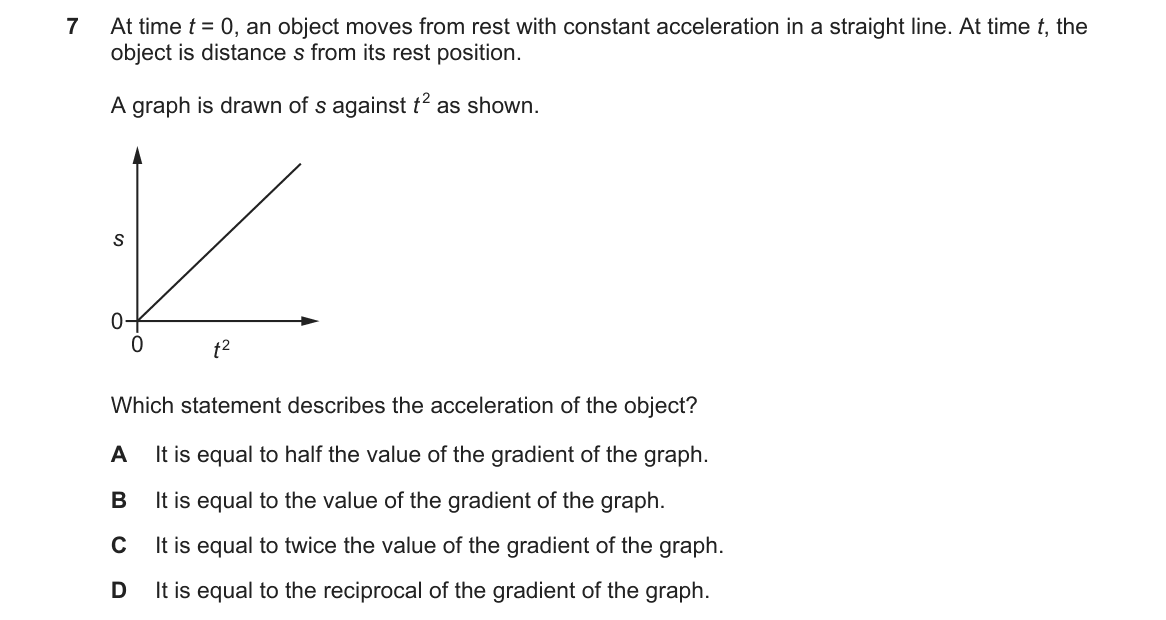 7 At time t = 0, an object moves from rest with constant acceleration in a straight line. At time t, the
object is distance s from its rest position.
A graph is drawn of s against t² as shown.
s
0
0
t²
Which statement describes the acceleration of the object?
A It is equal to half the value of the gradient of the graph.
B It is equal to the value of the gradient of the graph.
C It is equal to twice the value of the gradient of the graph.
D It is equal to the reciprocal of the gradient of the graph.